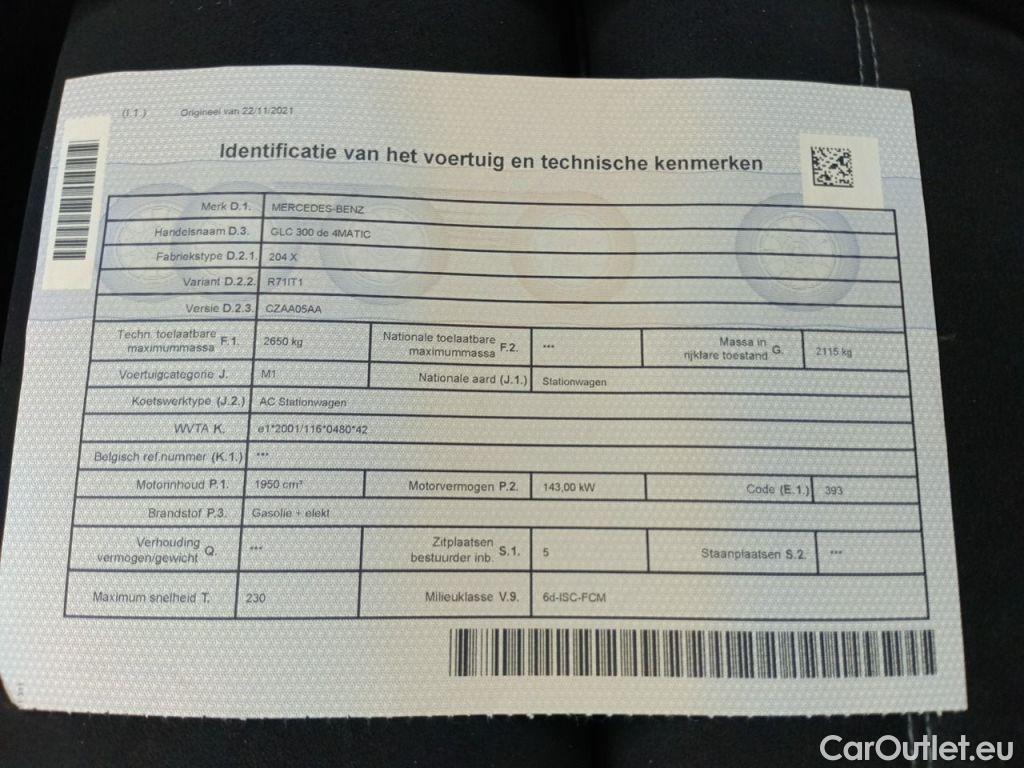 (I.1.) Origineel van 22/11/2021
Identificatie van het voertuig en technische kenmerken
Merk D.1. MERCEDES-BENZ
Handelsnaam D.3. GLC 300 de 4MATIC
Fabriekstype D.2.1. 204 X
Variant D.2.2. R71IT1
Versie D.2.3. CZAA05AA
Techn. toelaatbare maximummassa F.1. 2650 kg Nationale toelaatbare maximummassa F.2. *** Massa in rijklare toestand G. 2115 kg
Voertuigcategorie J. M1 Nationale aard (J.1.) Stationwagen
Koetswerktype (J.2.) AC Stationwagen
WVTA K. e1*2001/116*0480*42
Belgisch ref.nummer (K.1.) ***
Motorinhoud P.1. 1950 cm³ Motorvermogen P.2. 143,00 kW Code (E.1.) 393
Brandstof P.3. Gasolie + elekt
Verhouding vermogen/gewicht Q. *** Zitplaatsen bestuurder inb. S.1. 5 Staanplaatsen S.2. ***
Maximum snelheid T. 230 Milieuklasse V.9. 6d-ISC-FCM
CarOutlet.eu